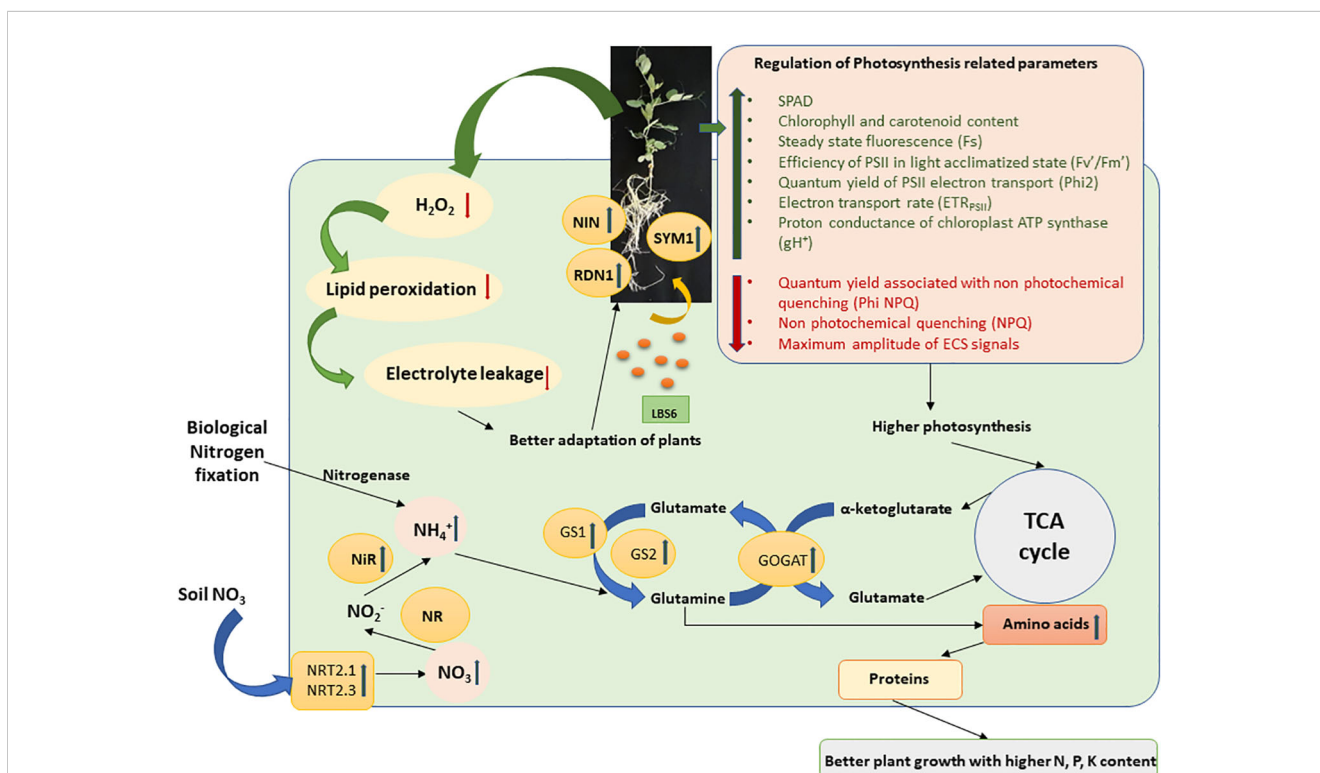 Regulation of Photosynthesis related parameters
• SPAD
• Chlorophyll and carotenoid content
• Steady state fluorescence (Fs)
• Efficiency of PSII in light acclimatized state (Fv'/Fm')
• Quantum yield of PSII electron transport (Phi2)
• Electron transport rate (ETR_PSII)
• Proton conductance of chloroplast ATP synthase
(gH⁺)
• Quantum yield associated with non photochemical
quenching (Phi NPQ)
• Non photochemical quenching (NPQ)
• Maximum amplitude of ECS signals
H₂O₂
NIN
SYM1
RDN1
Lipid peroxidation
Electrolyte leakage
LBS6
Better adaptation of plants
Higher photosynthesis
Biological
Nitrogen
fixation
Nitrogenase
NH₄⁺
NiR
NO₂⁻
NR
Soil NO₃
NRT2.1
NRT2.3
NO₃
GS1
GS2
Glutamate
Glutamine
GOGAT
α-ketoglutarate
Glutamate
TCA
cycle
Amino acids
Proteins
Better plant growth with higher N, P, K content